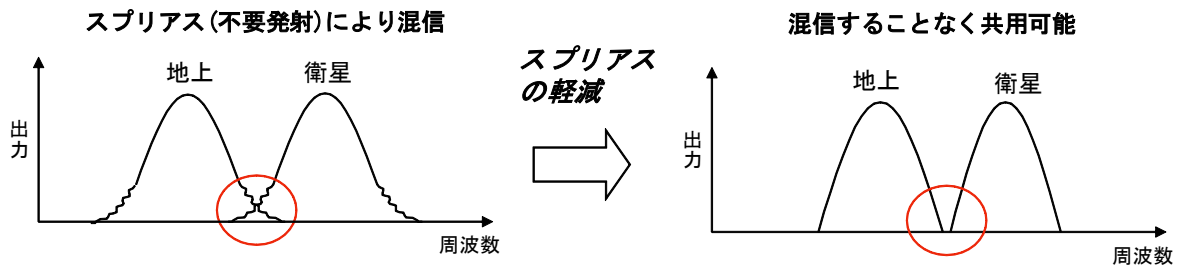 スプリアス(不要発射)により混信
地上
衛星
出力
周波数
スプリアス
の軽減
混信することなく共用可能
地上
衛星
出力
周波数